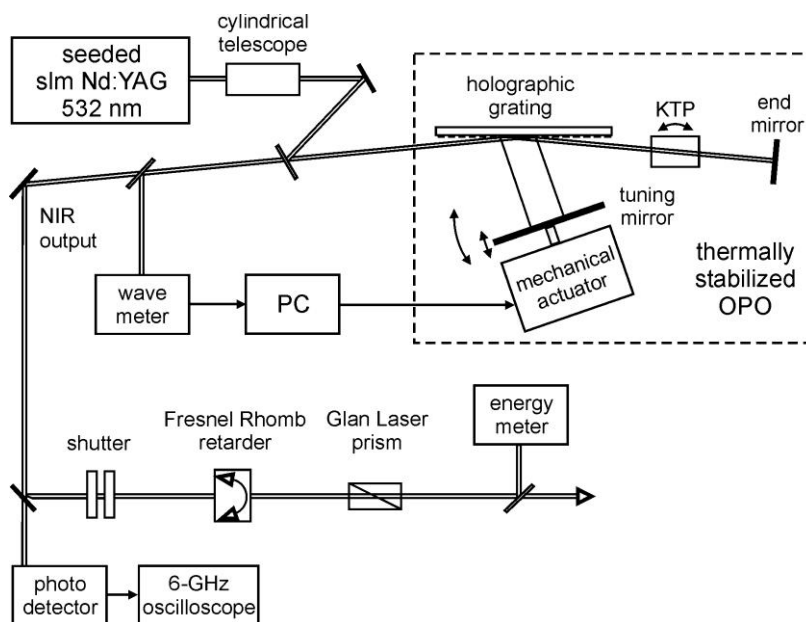 seeded
slm Nd:YAG
532 nm
cylindrical
telescope
holographic
grating
KTP
end
mirror
tuning
mirror
mechanical
actuator
thermally
stabilized
OPO
NIR
output
wave
meter
PC
energy
meter
shutter
Fresnel Rhomb
retarder
Glan Laser
prism
photo
detector
6-GHz
oscilloscope